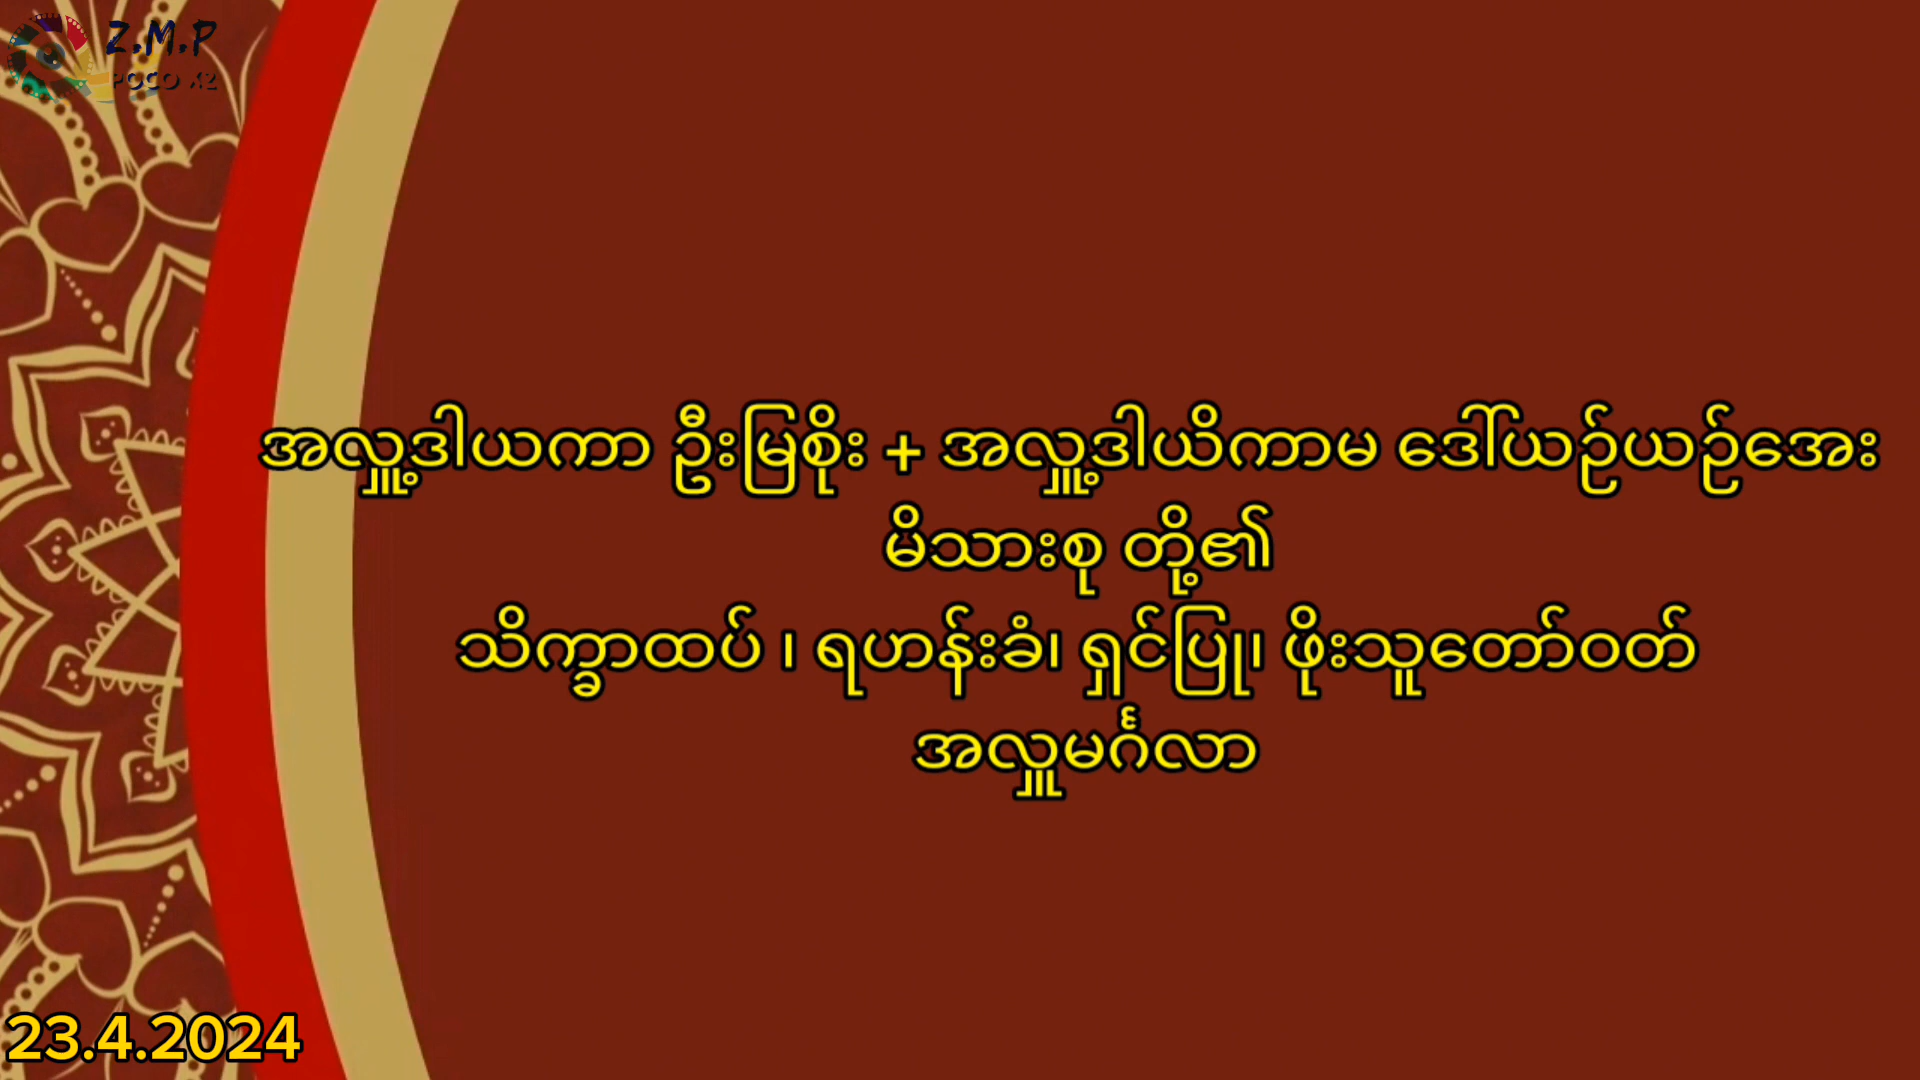 Z.M.P
POCO X2
အလှူ့ဒါယကာ ဦးမြစိုး + အလှူ့ဒါယိကာမ ဒေါ်ယဉ်ယဉ်အေး
မိသားစု တို့၏
သိက္ခာထပ် ၊ ရဟန်းခံ၊ ရှင်ပြု၊ ဖိုးသူတော်ဝတ်
အလှူမင်္ဂလာ
23.4.2024